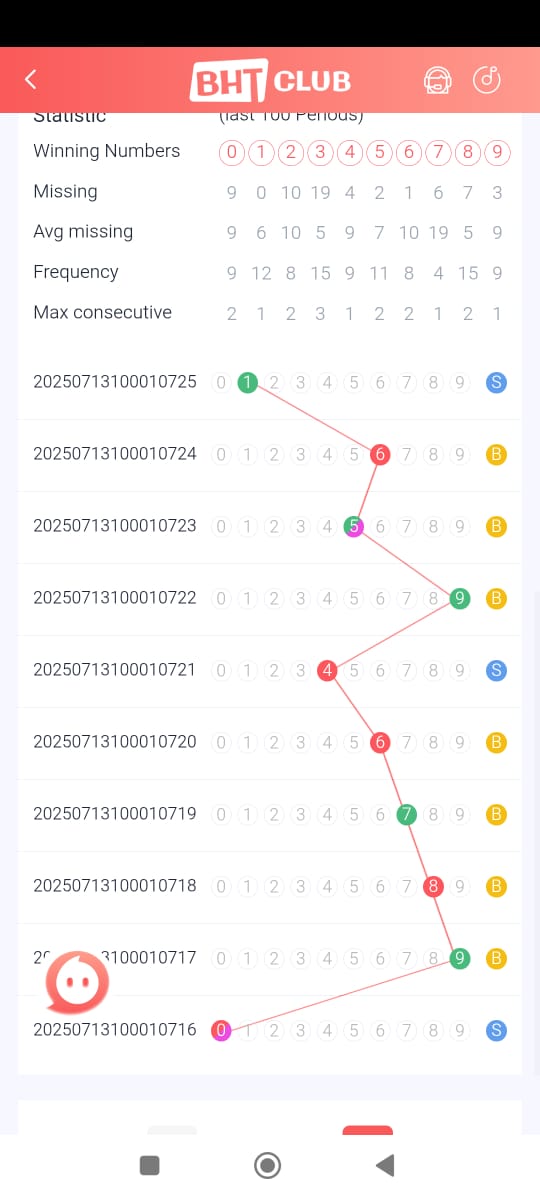 BHT CLUB
Statistic (last 100 Periods)
Winning Numbers 0 1 2 3 4 5 6 7 8 9
Missing 9 0 10 19 4 2 1 6 7 3
Avg missing 9 6 10 5 9 7 10 19 5 9
Frequency 9 12 8 15 9 11 8 4 15 9
Max consecutive 2 1 2 3 1 2 2 1 2 1
20250713100010725 0 1 2 3 4 5 6 7 8 9 S
20250713100010724 0 1 2 3 4 5 6 7 8 9 B
20250713100010723 0 1 2 3 4 5 6 7 8 9 B
20250713100010722 0 1 2 3 4 5 6 7 8 9 B
20250713100010721 0 1 2 3 4 5 6 7 8 9 S
20250713100010720 0 1 2 3 4 5 6 7 8 9 B
20250713100010719 0 1 2 3 4 5 6 7 8 9 B
20250713100010718 0 1 2 3 4 5 6 7 8 9 B
3100010717 0 1 2 3 4 5 6 7 8 9 B
20250713100010716 0 1 2 3 4 5 6 7 8 9 S